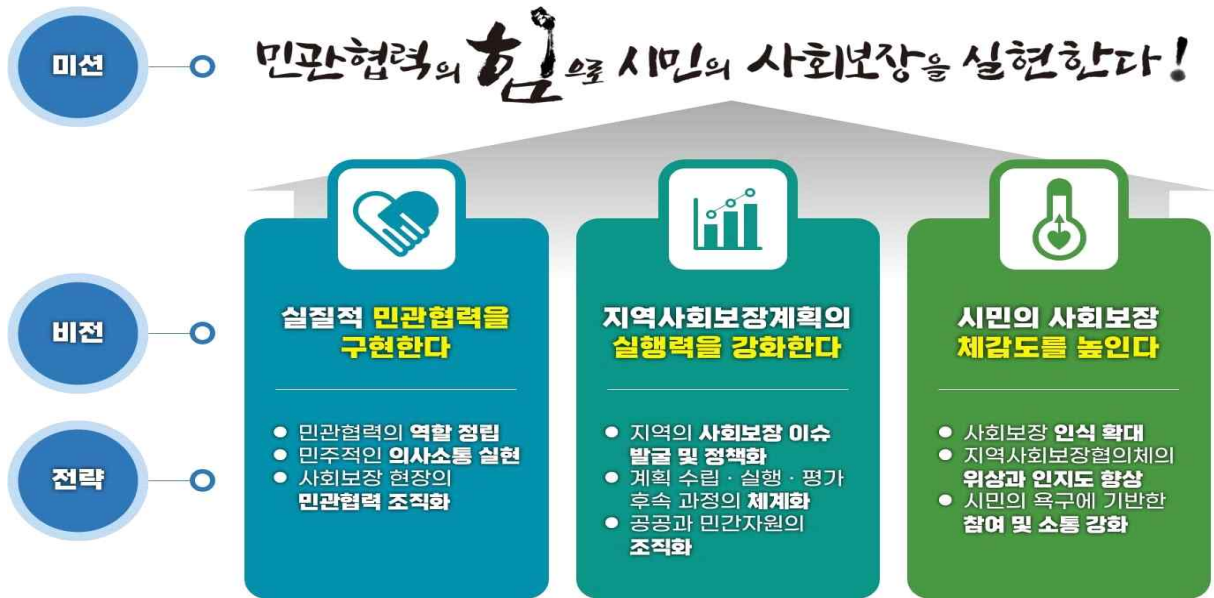 미션
민관협력의 힘으로 시민의 사회보장을 실현한다!
비전
실질적 민관협력을
구현한다
지역사회보장계획의
실행력을 강화한다
시민의 사회보장
체감도를 높인다
전략
● 민관협력의 역할 정립
● 민주적인 의사소통 실현
● 사회보장 현장의
민관협력 조직화
● 지역의 사회보장 이슈
발굴 및 정책화
● 계획 수립 · 실행 · 평가
후속 과정의 체계화
● 공공과 민간자원의
조직화
● 사회보장 인식 확대
● 지역사회보장협의체의
위상과 인지도 향상
● 시민의 욕구에 기반한
참여 및 소통 강화